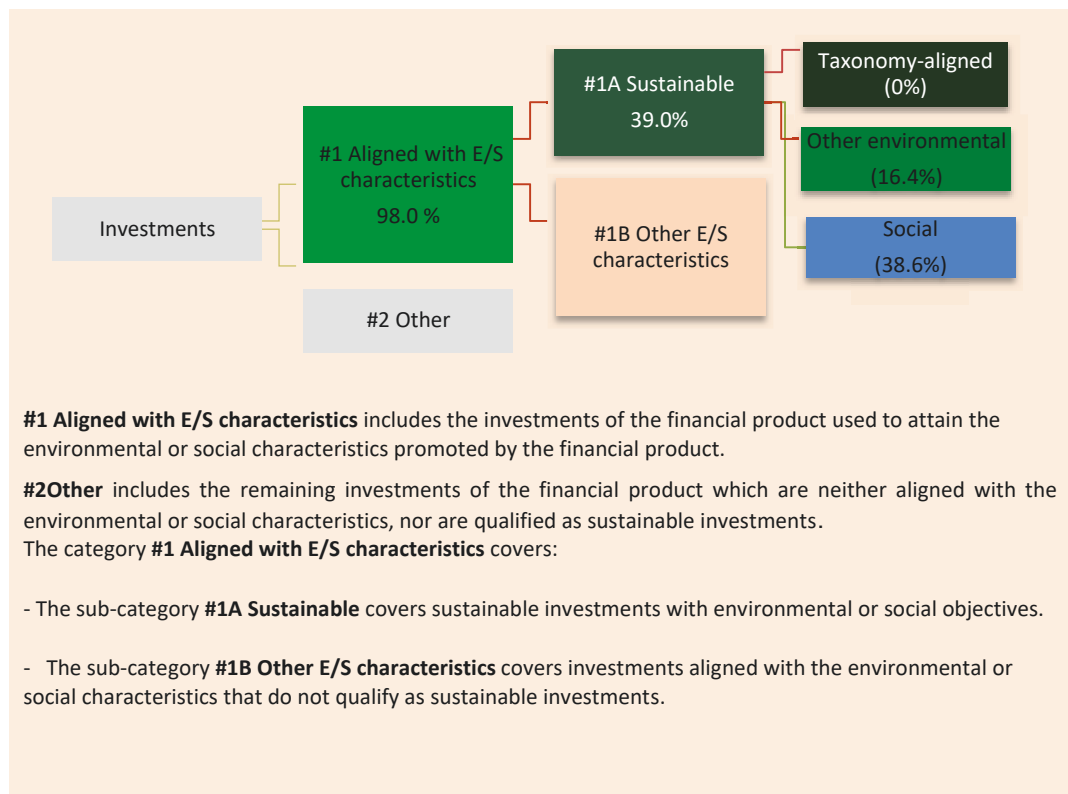 Investments
#1 Aligned with E/S
characteristics
98.0 %
#2 Other
#1A Sustainable
39.0%
#1B Other E/S
characteristics
Taxonomy-aligned
(0%)
Other environmental
(16.4%)
Social
(38.6%)
#1 Aligned with E/S characteristics includes the investments of the financial product used to attain the
environmental or social characteristics promoted by the financial product.
#2Other includes the remaining investments of the financial product which are neither aligned with the
environmental or social characteristics, nor are qualified as sustainable investments.
The category #1 Aligned with E/S characteristics covers:
- The sub-category #1A Sustainable covers sustainable investments with environmental or social objectives.
- The sub-category #1B Other E/S characteristics covers investments aligned with the environmental or
social characteristics that do not qualify as sustainable investments.